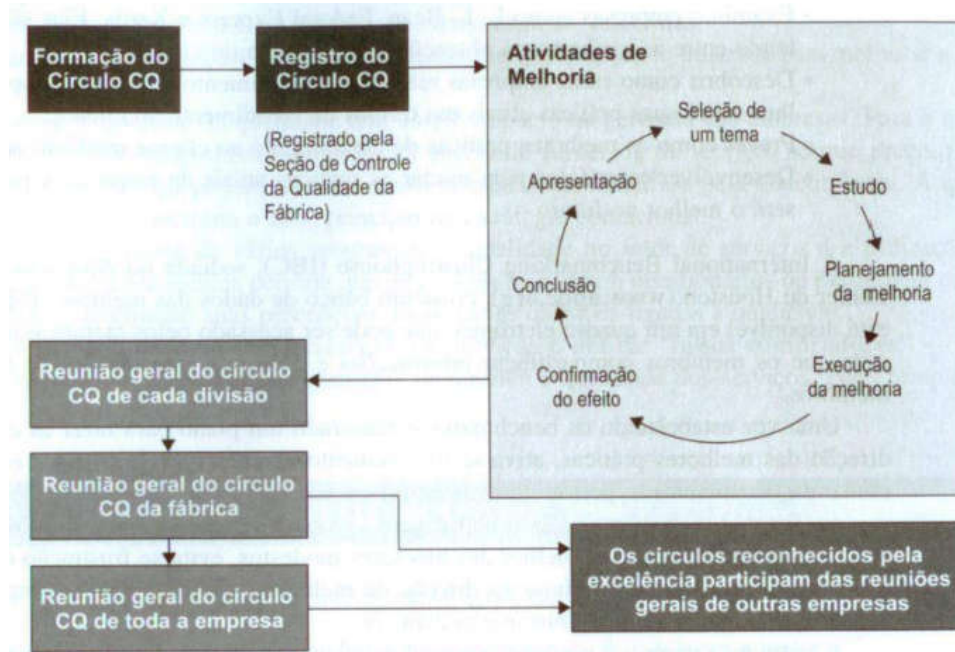 Formação do
Círculo CQ
Registro do
Círculo CQ
(Registrado pela
Seção de Controle
da Qualidade da
Fábrica)
Atividades de
Melhoria
Seleção de
um tema
Estudo
Planejamento
da melhoria
Execução
da melhoria
Confirmação
do efeito
Conclusão
Apresentação
Reunião geral do círculo
CQ de cada divisão
Reunião geral do círculo
CQ da fábrica
Reunião geral do círculo
CQ de toda a empresa
Os círculos reconhecidos pela
excelência participam das reuniões
gerais de outras empresas